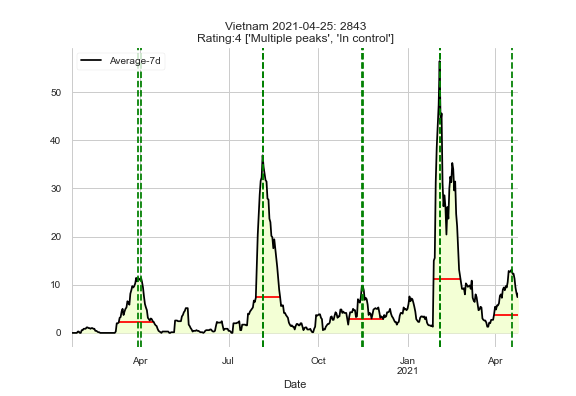 Vietnam 2021-04-25: 2843
Rating:4 ['Multiple peaks', 'In control']
Average-7d
50
40
30
20
10
0
Apr
Jul
Oct
Jan
2021
Apr
Date